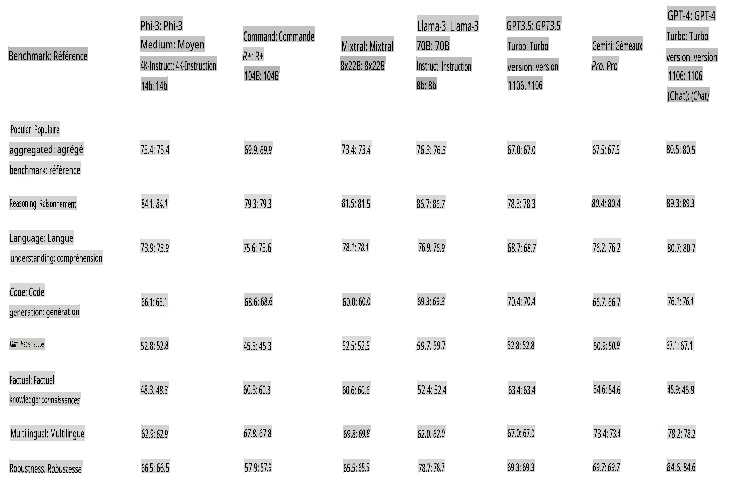 Phi-3: Phi-3
Medium: Moyen
4K-Instruct: 4K-Instruction
14b: 14b
Command: Commande
R+: R+
104B: 104B
Mixtral: Mixtral
8x22B: 8x22B
Llama-3: Llama-3
70B: 70B
Instruct: Instruction
8b: 8b
GPT3.5: GPT3.5
Turbo: Turbo
version: version
1106: 1106
Gemini: Gémeaux
Pro: Pro
GPT-4: GPT-4
Turbo: Turbo
version: version
1106: 1106
(Chat): (Chat)
Benchmark: Référence
Popular: Populaire
aggregated: agrégé
benchmark: référence
75.4: 75.4 69.9: 69.9 73.4: 73.4 76.3: 76.3 67.0: 67.0 67.5: 67.5 80.5: 80.5
Reasoning: Raisonnement 84.1: 84.1 79.3: 79.3 81.5: 81.5 86.7: 86.7 78.3: 78.3 80.4: 80.4 89.3: 89.3
Language: Langue
understanding: compréhension
73.9: 73.9 75.6: 75.6 78.1: 78.1 76.9: 76.9 68.7: 68.7 76.2: 76.2 80.7: 80.7
Code: Code
generation: génération
66.1: 66.1 68.6: 68.6 60.0: 60.0 69.3: 69.3 70.4: 70.4 66.7: 66.7 76.1: 76.1
52.8: 52.8 45.3: 45.3 52.5: 52.5 59.7: 59.7 52.8: 52.8 50.9: 50.9 67.1: 67.1
Factual: Factual
knowledge: connaissances
48.3: 48.3 60.3: 60.3 60.6: 60.6 52.4: 52.4 63.4: 63.4 54.6: 54.6 45.9: 45.9
Multilingual: Multilingue 62.9: 62.9 67.8: 67.8 69.8: 69.8 62.0: 62.0 67.0: 67.0 73.4: 73.4 78.2: 78.2
Robustness: Robustesse 66.5: 66.5 57.9: 57.9 65.5: 65.5 78.7: 78.7 69.3: 69.3 69.7: 69.7 84.6: 84.6